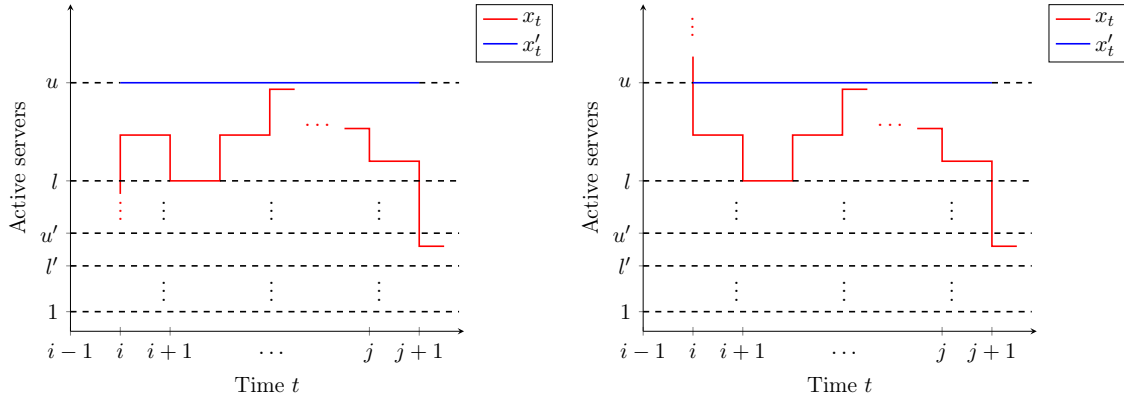 x_t
x'_t
Active servers
u
l
u'
l'
1
i − 1
i
i + 1
⋯
j
j + 1
Time t
x_t
x'_t
Active servers
u
l
u'
l'
1
i − 1
i
i + 1
⋯
j
j + 1
Time t